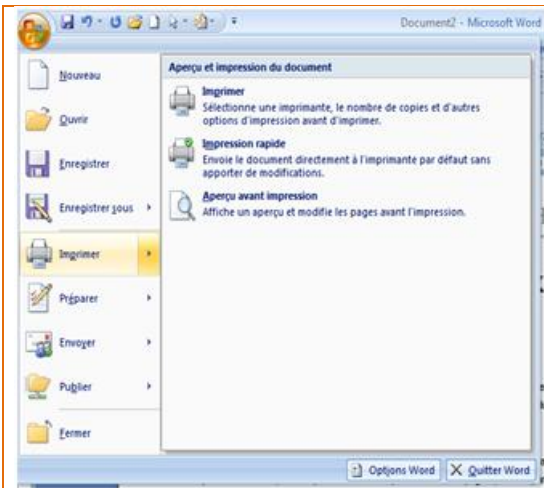 Document2 - Microsoft Word
Nouveau
Ouvrir
Enregistrer
Enregistrer sous
Imprimer
Préparer
Envoyer
Publier
Fermer
Aperçu et impression du document
Imprimer
Sélectionne une imprimante, le nombre de copies et d'autres
options d'impression avant d'imprimer.
Impression rapide
Envoie le document directement à l'imprimante par défaut sans
apporter de modifications.
Aperçu avant impression
Affiche un aperçu et modifie les pages avant l'impression.
Options Word
Quitter Word